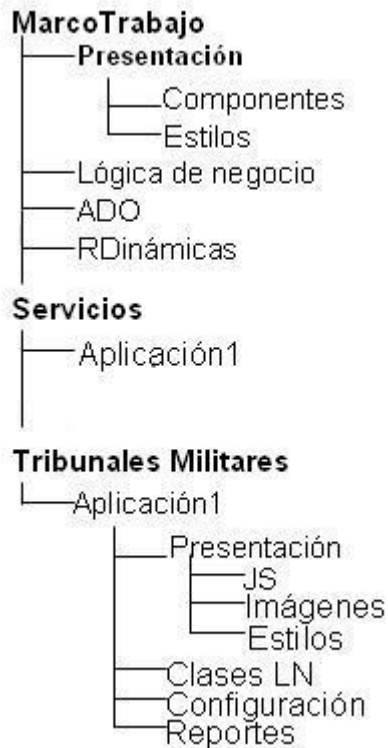 MarcoTrabajo
Presentación
Componentes
Estilos
Lógica de negocio
ADO
RDinámicas
Servicios
Aplicación1
Tribunales Militares
Aplicación1
Presentación
JS
Imágenes
Estilos
Clases LN
Configuración
Reportes